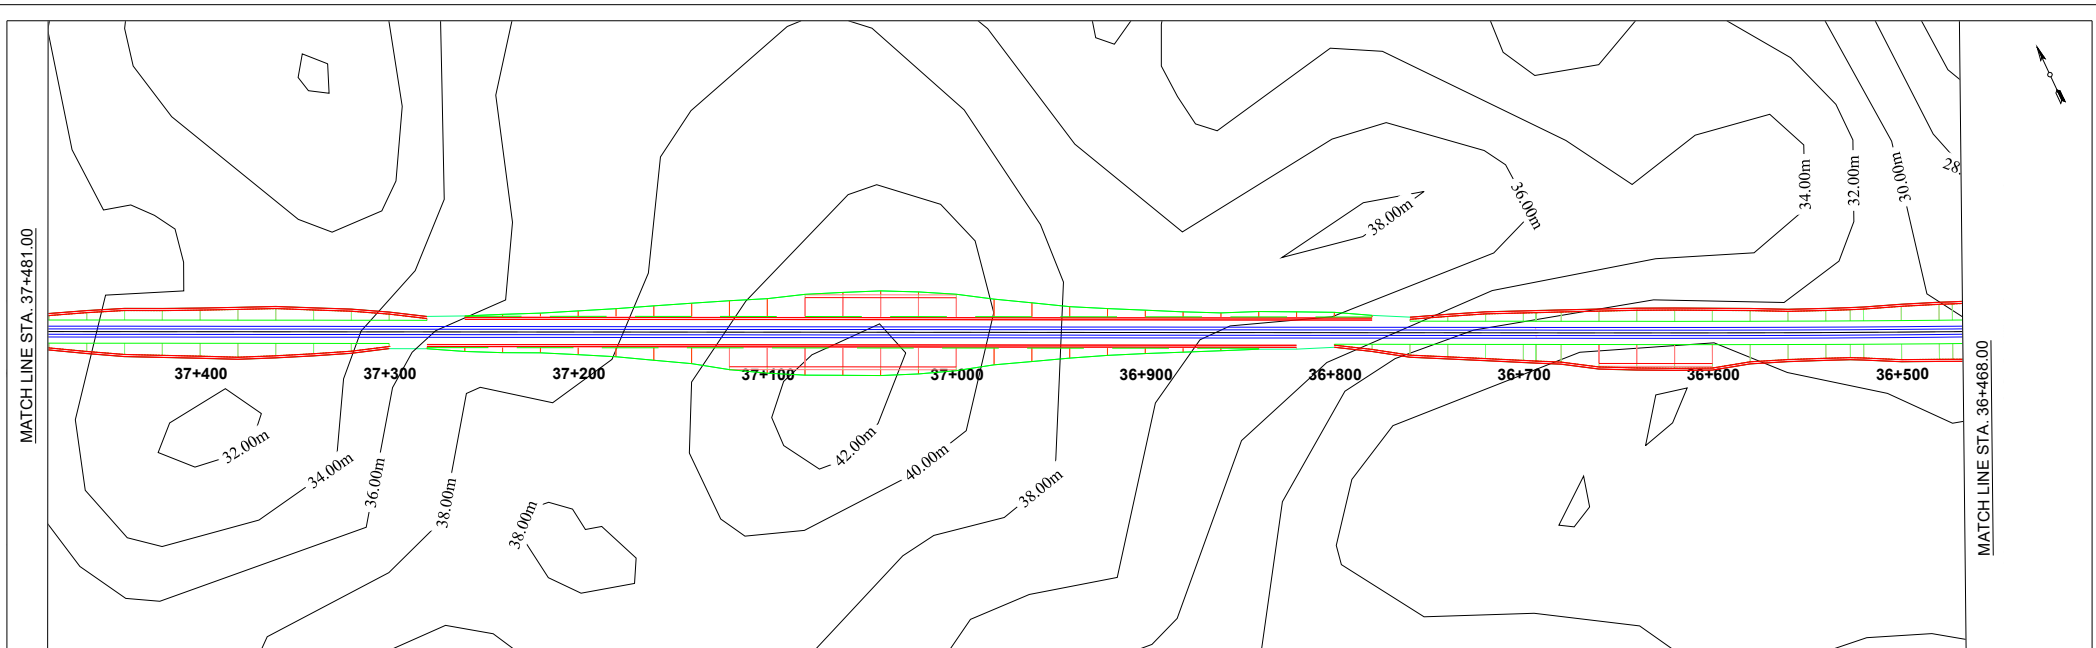 28.
34.00m
32.00m
30.00m
36.00m
38.00m
MATCH LINE STA. 37+481.00
MATCH LINE STA. 36+468.00
37+400
37+300
37+200
37+100
37+000
36+900
36+800
36+700
36+600
36+500
32.00m
34.00m
36.00m
38.00m
38.00m
42.00m
40.00m
38.00m